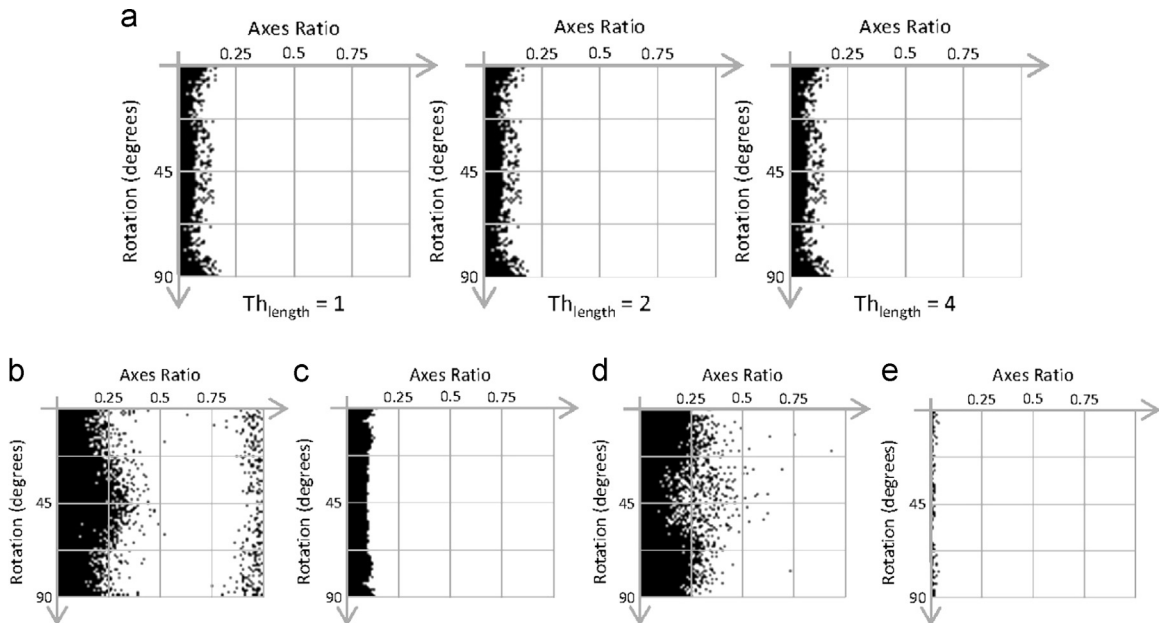 a
Axes Ratio Axes Ratio Axes Ratio
0.25 0.5 0.75 0.25 0.5 0.75 0.25 0.5 0.75
Rotation (degrees) Rotation (degrees) Rotation (degrees)
45 45 45
90 90 90
Th_length = 1 Th_length = 2 Th_length = 4
b c d e
Axes Ratio Axes Ratio Axes Ratio Axes Ratio
0.25 0.5 0.75 0.25 0.5 0.75 0.25 0.5 0.75 0.25 0.5 0.75
Rotation (degrees) Rotation (degrees) Rotation (degrees) Rotation (degrees)
45 45 45 45
90 90 90 90